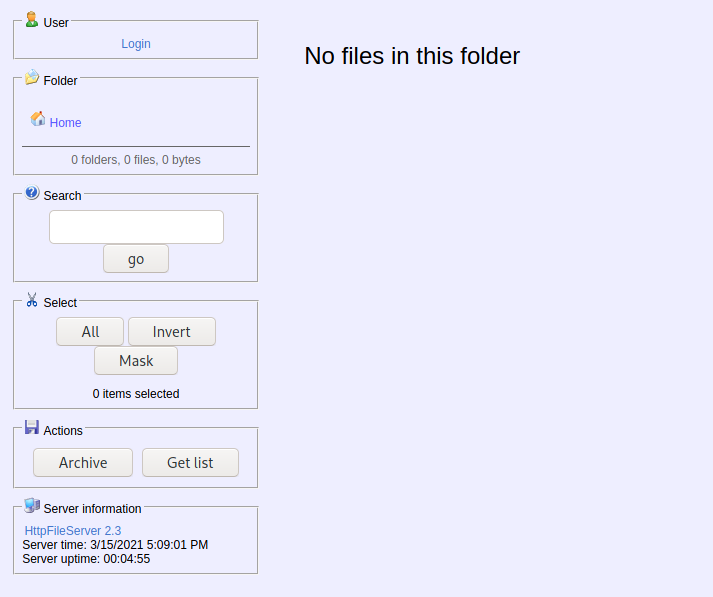 User
Login
Folder
Home
0 folders, 0 files, 0 bytes
Search
go
Select
All Invert
Mask
0 items selected
Actions
Archive Get list
Server information
HttpFileServer 2.3
Server time: 3/15/2021 5:09:01 PM
Server uptime: 00:04:55
No files in this folder